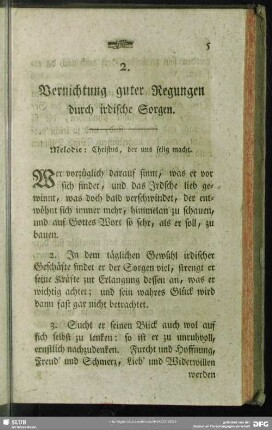 5
2.
Vernichtung guter Regungen
durch irdische Sorgen.
Melodie: Christus, der uns selig macht.
Wer vorzüglich darauf sinnt, was er vor
sich findet, und das Irdsche lieb ge-
winnt, was doch bald verschwindet, der ent-
wöhnt sich immer mehr, himmelan zu schauen,
und auf Gottes Wort so sehr, als er soll, zu
bauen.
2. In dem täglichen Gewühl irdischer
Geschäfte findet er der Sorgen viel, strengt er
seine Kräfte zur Erlangung dessen an, was er
wichtig achtet; und sein wahres Glück wird
dann fast gar nicht betrachtet.
3. Sucht er seinen Blick auch wol auf
sich selbst zu lenken: so ist er zu unruhvoll,
ernstlich nachzudenken. Furcht und Hoffnung,
Freud' und Schmerz, Lieb' und Widerwillen
werden
SLUB
DFG